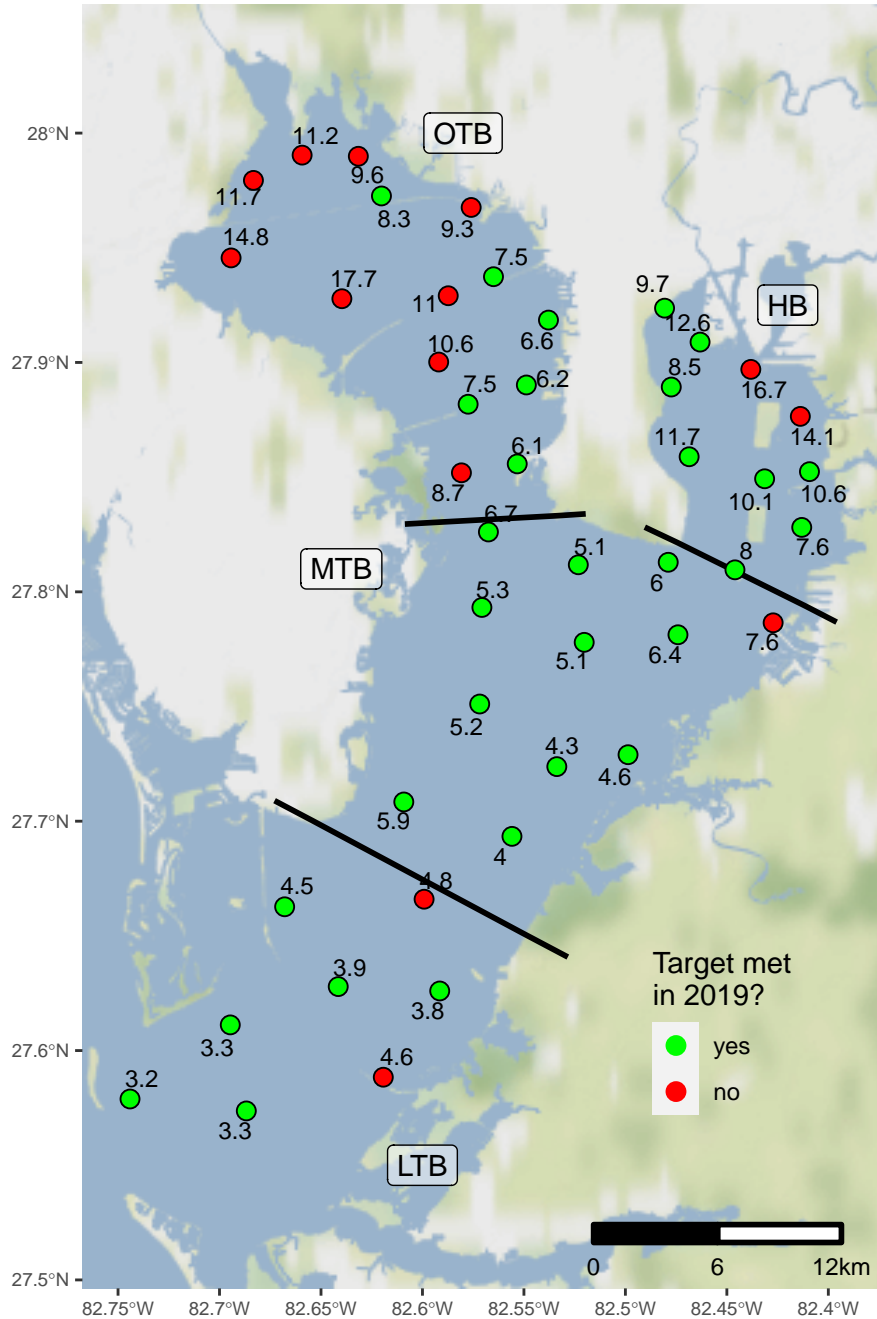 28°N
27.9°N
27.8°N
27.7°N
27.6°N
27.5°N
82.75°W
82.7°W
82.65°W
82.6°W
82.55°W
82.5°W
82.45°W
82.4°W
OTB
11.2
9.6
11.7
8.3
9.3
14.8
7.5
17.7
11
6.6
10.6
7.5
6.2
6.1
8.7
HB
9.7
12.6
8.5
16.7
11.7
14.1
10.1
10.6
7.6
8
MTB
6.7
5.1
6
5.3
7.6
5.1
6.4
5.2
4.3
4.6
5.9
4
4.8
4.5
3.9
3.8
3.3
4.6
3.2
3.3
LTB
Target met
in 2019?
yes
no
0 6 12km